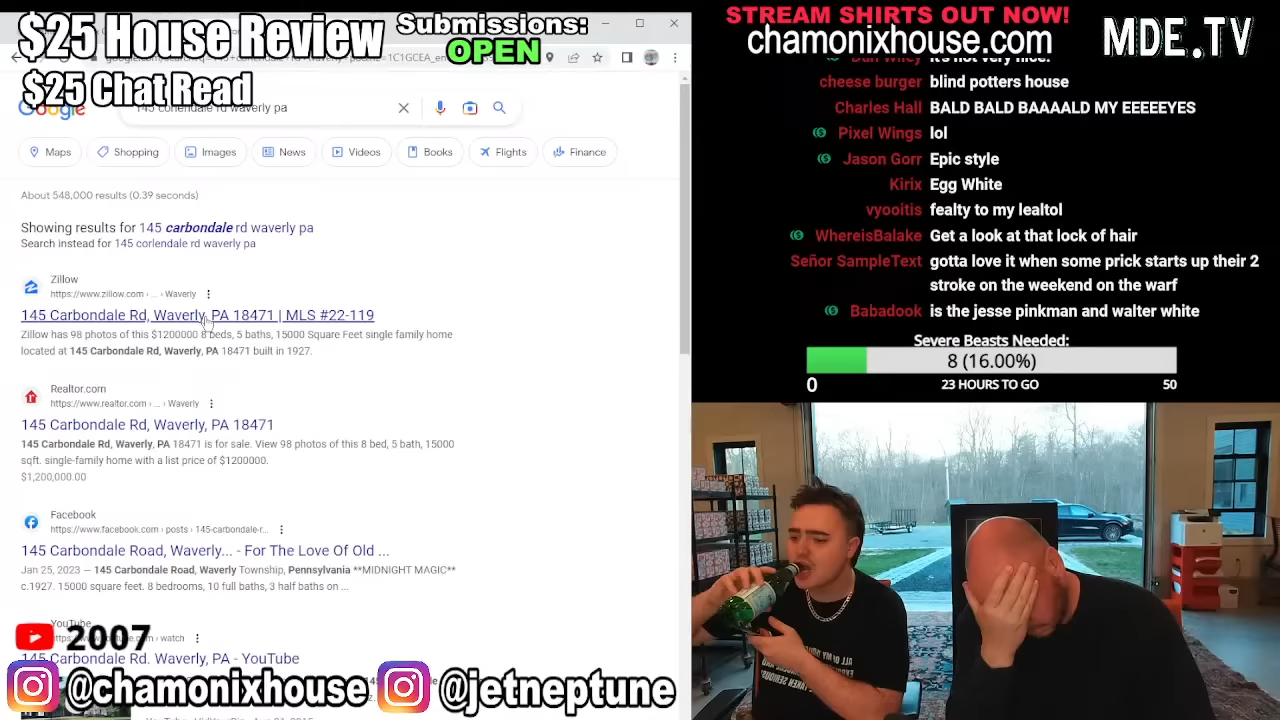 $25 House Review
$25 Chat Read
Submissions:
OPEN
145 corlendale rd waverly pa
Maps
Shopping
Images
News
Videos
Books
Flights
Finance
About 548,000 results (0.39 seconds)
Showing results for 145 carbondale rd waverly pa
Search instead for 145 corlendale rd waverly pa
Zillow
https://www.zillow.com › ... › Waverly
145 Carbondale Rd, Waverly, PA 18471 | MLS #22-119
Zillow has 98 photos of this $1200000 8 beds, 5 baths, 15000 Square Feet single family home
located at 145 Carbondale Rd, Waverly, PA 18471 built in 1927.
Realtor.com
https://www.realtor.com › ... › Waverly
145 Carbondale Rd, Waverly, PA 18471
145 Carbondale Rd, Waverly, PA 18471 is for sale. View 98 photos of this 8 bed, 5 bath, 15000
sqft. single-family home with a list price of $1200000.
$1,200,000.00
Facebook
https://www.facebook.com › posts › 145-carbondale-r...
145 Carbondale Road, Waverly... - For The Love Of Old ...
Jan 25, 2023 — 145 Carbondale Road, Waverly Township, Pennsylvania **MIDNIGHT MAGIC**
c.1927. 15000 square feet. 8 bedrooms, 10 full baths, 3 half baths on ...
YouTube
› watch
145 Carbondale Rd. Waverly, PA - YouTube
2007
@chamonixhouse
@jetneptune
STREAM SHIRTS OUT NOW!
chamonixhouse.com
MDE.TV
Dan Wiley it's not very nice!
cheese burger blind potters house
Charles Hall BALD BALD BAAAALD MY EEEEEYES
Pixel Wings lol
Jason Gorr Epic style
Kirix Egg White
vyooitis fealty to my lealtol
WhereisBalake Get a look at that lock of hair
Señor SampleText gotta love it when some prick starts up their 2
stroke on the weekend on the warf
Babadook is the jesse pinkman and walter white
Severe Beasts Needed:
8 (16.00%)
0
23 HOURS TO GO
50